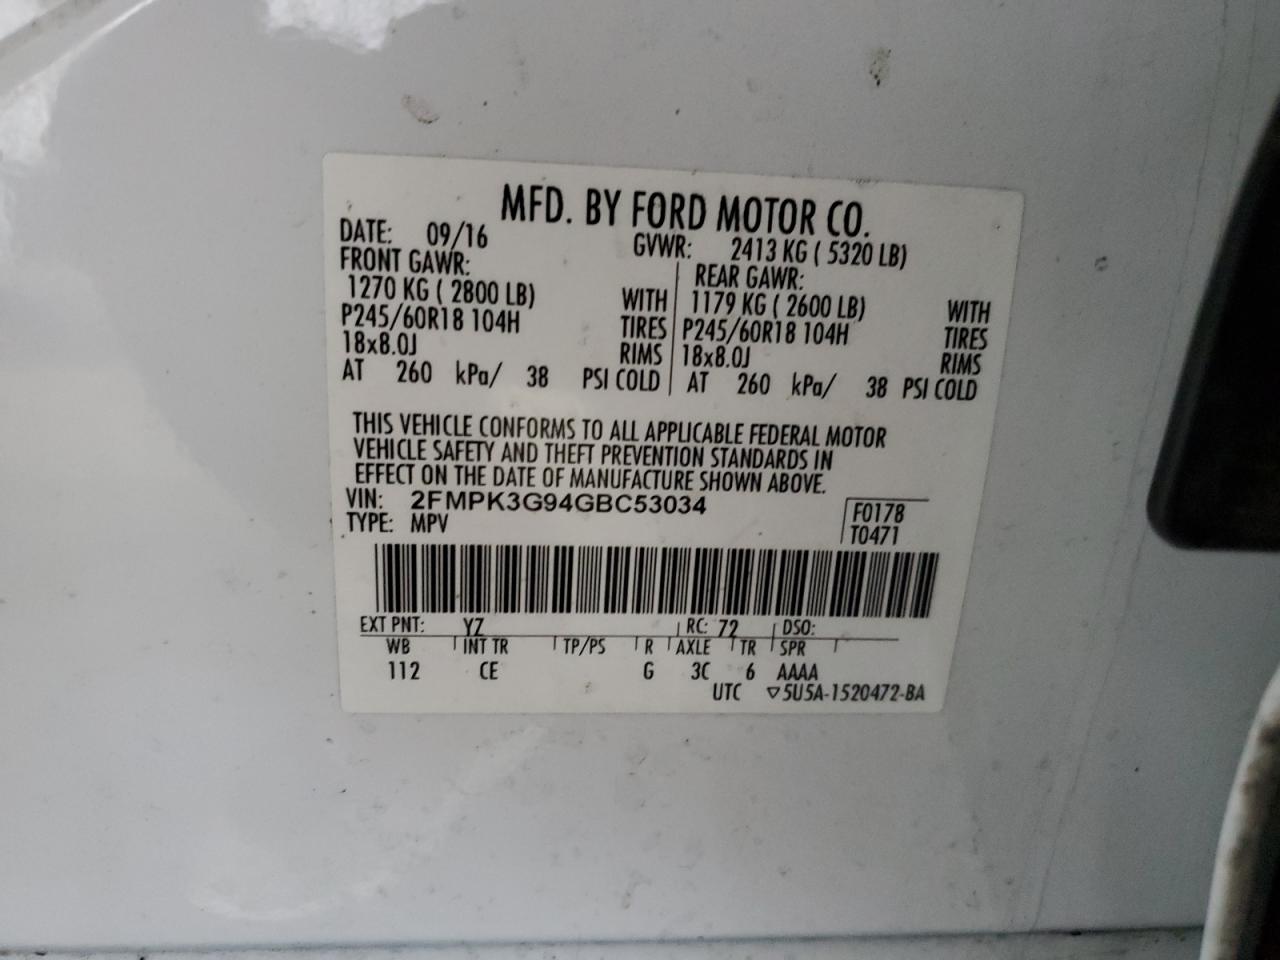 MFD. BY FORD MOTOR CO.
DATE: 09/16 GVWR: 2413 KG ( 5320 LB)
FRONT GAWR: REAR GAWR:
1270 KG ( 2800 LB) WITH 1179 KG ( 2600 LB) WITH
P245/60R18 104H TIRES P245/60R18 104H TIRES
18x8.0J RIMS 18x8.0J RIMS
AT 260 kPa/ 38 PSI COLD AT 260 kPa/ 38 PSI COLD
THIS VEHICLE CONFORMS TO ALL APPLICABLE FEDERAL MOTOR
VEHICLE SAFETY AND THEFT PREVENTION STANDARDS IN
EFFECT ON THE DATE OF MANUFACTURE SHOWN ABOVE.
VIN: 2FMPK3G94GBC53034 F0178
TYPE: MPV T0471
EXT PNT: YZ RC: 72 DSO:
WB INT TR TP/PS R AXLE TR SPR
112 CE G 3C 6 AAAA
UTC ▽5U5A-1520472-BA